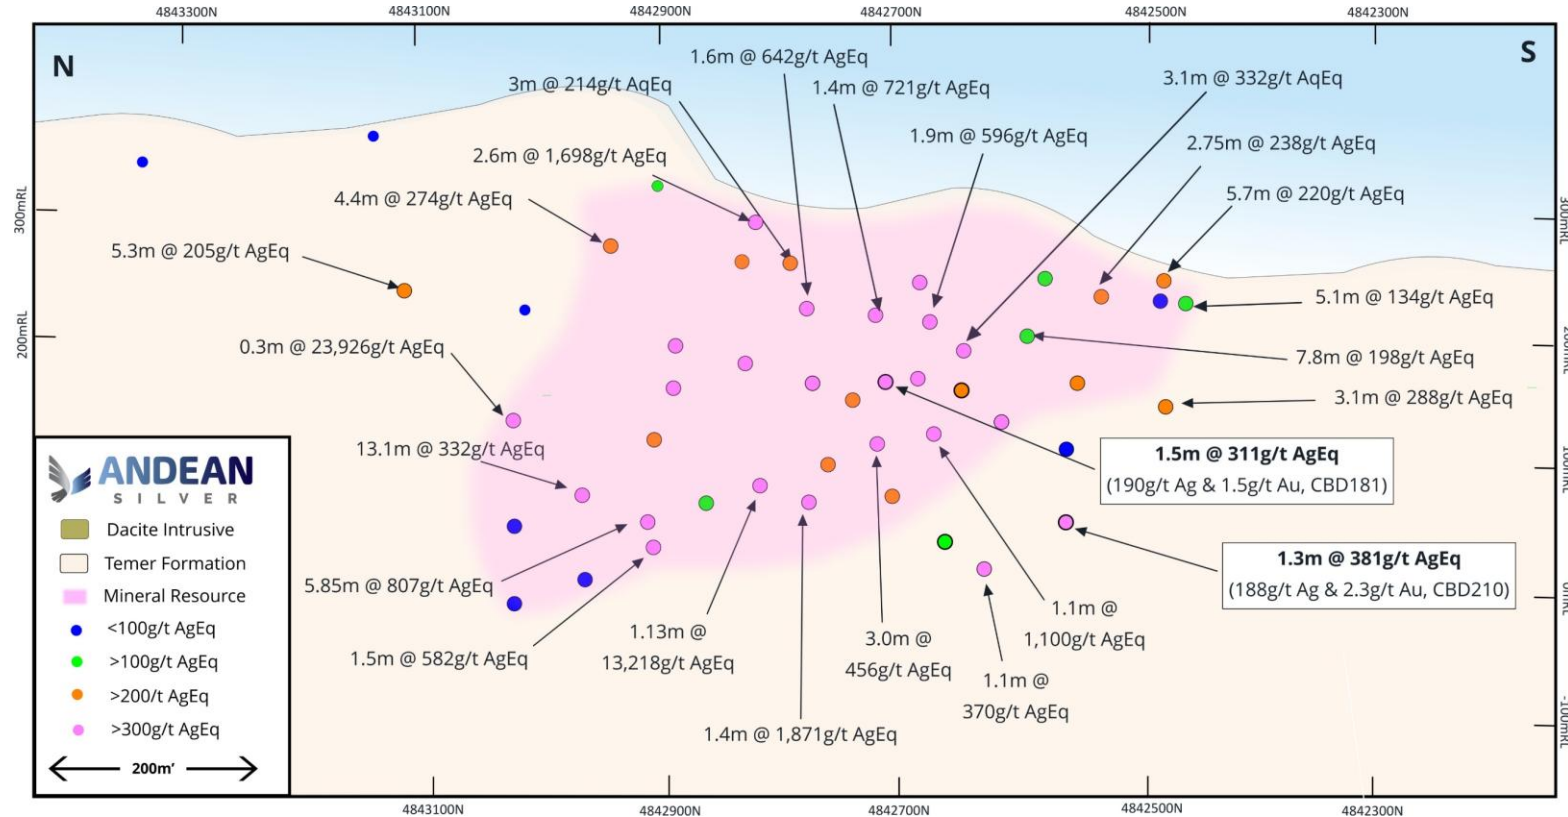 4843300N
4843100N
4842900N
4842700N
4842500N
4842300N
N
S
1.6m @ 642g/t AgEq
3m @ 214g/t AqEq
1.4m @ 721g/t AgEq
3.1m @ 332g/t AqEq
1.9m @ 596g/t AgEq
2.75m @ 238g/t AgEq
2.6m @ 1,698g/t AgEq
4.4m @ 274g/t AgEq
5.7m @ 220g/t AgEq
300mRL
300mRL
5.3m @ 205g/t AgEq
5.1m @ 134g/t AgEq
200mRL
200mRL
0.3m @ 23,926g/t AgEq
7.8m @ 198g/t AgEq
3.1m @ 288g/t AgEq
13.1m @ 332g/t AgEq
1.5m @ 311g/t AgEq
(190g/t Ag & 1.5g/t Au, CBD181)
100mRL
1.3m @ 381g/t AgEq
(188g/t Ag & 2.3g/t Au, CBD210)
0mRL
5.85m @ 807g/t AgEq
1.5m @ 582g/t AgEq
1.13m @
13,218g/t AgEq
1.4m @ 1,871g/t AgEq
3.0m @
456g/t AgEq
1.1m @
1,100g/t AgEq
1.1m @
370g/t AgEq
-100mRL
ANDEAN
SILVER
Dacite Intrusive
Temer Formation
Mineral Resource
<100g/t AgEq
>100g/t AgEq
>200/t AgEq
>300g/t AgEq
200m'
4843100N
4842900N
4842700N
4842500N
4842300N